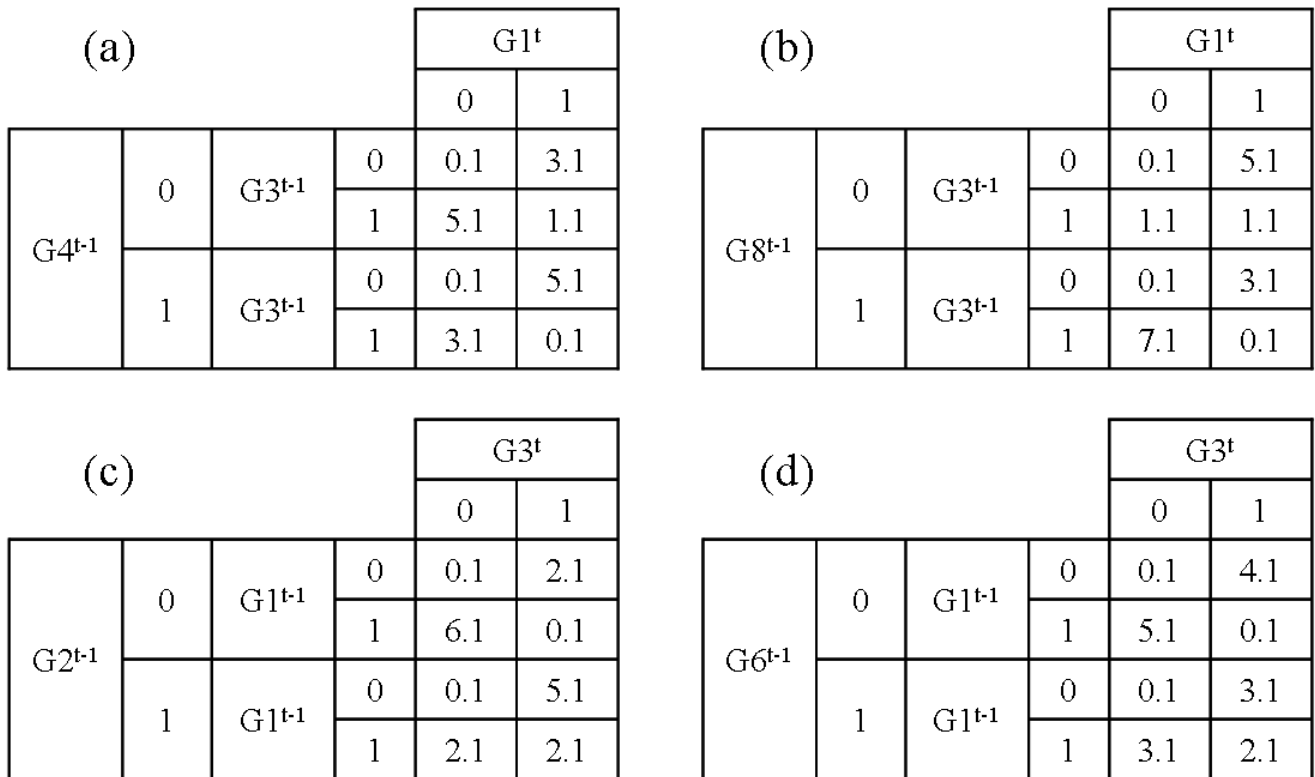 (a) G1ᵗ (b) G1ᵗ
0 1 0 1
G4ᵗ⁻¹ 0 G3ᵗ⁻¹ 0 0.1 3.1 G8ᵗ⁻¹ 0 G3ᵗ⁻¹ 0 0.1 5.1
1 5.1 1.1 1 1.1 1.1
1 G3ᵗ⁻¹ 0 0.1 5.1 1 G3ᵗ⁻¹ 0 0.1 3.1
1 3.1 0.1 1 7.1 0.1
(c) G3ᵗ (d) G3ᵗ
0 1 0 1
G2ᵗ⁻¹ 0 G1ᵗ⁻¹ 0 0.1 2.1 G6ᵗ⁻¹ 0 G1ᵗ⁻¹ 0 0.1 4.1
1 6.1 0.1 1 5.1 0.1
1 G1ᵗ⁻¹ 0 0.1 5.1 1 G1ᵗ⁻¹ 0 0.1 3.1
1 2.1 2.1 1 3.1 2.1